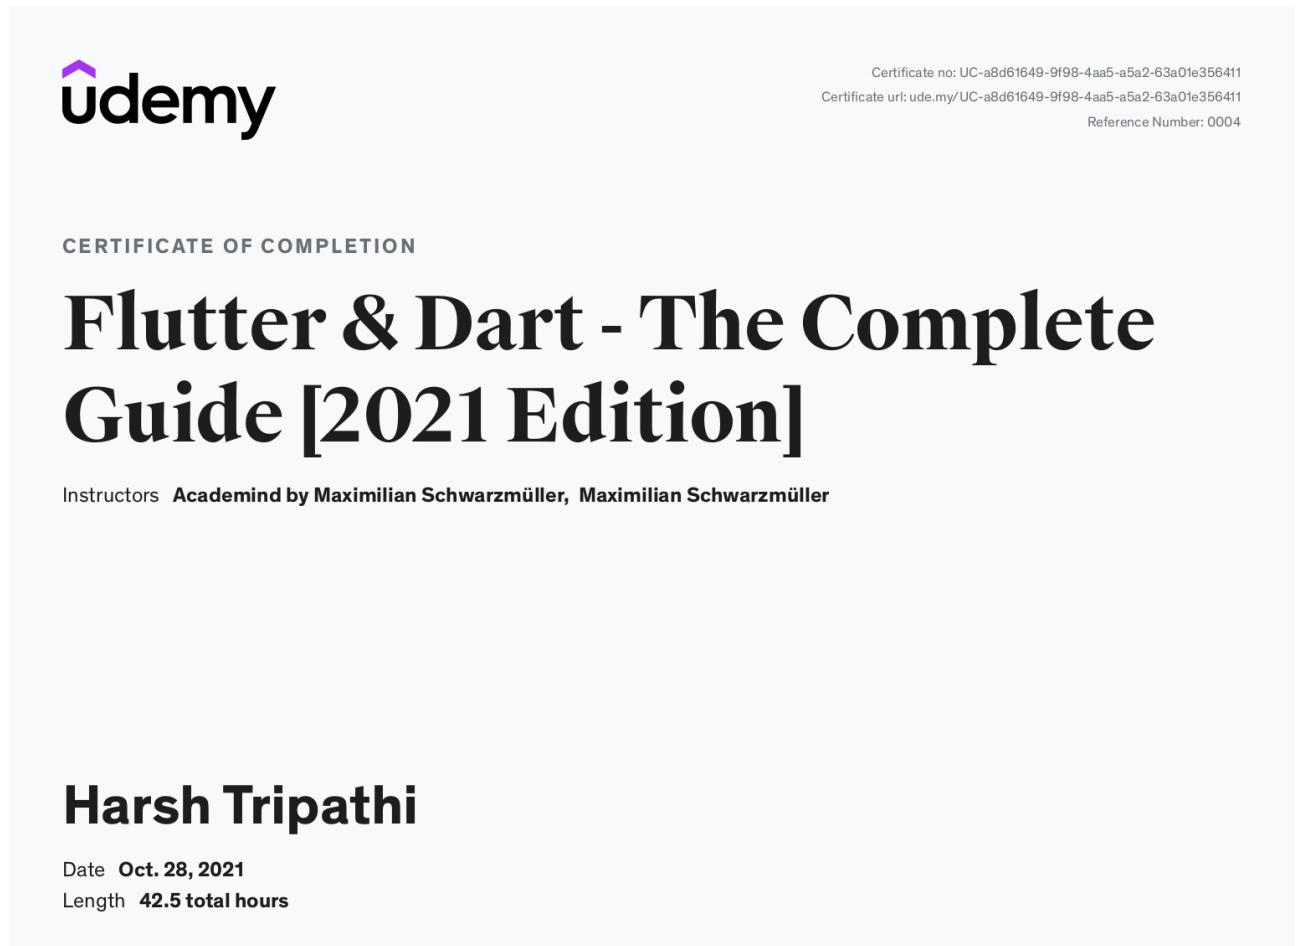 udemy
Certificate no: UC-a8d61649-9f98-4aa5-a5a2-63a01e356411
Certificate url: ude.my/UC-a8d61649-9f98-4aa5-a5a2-63a01e356411
Reference Number: 0004
CERTIFICATE OF COMPLETION
Flutter & Dart - The Complete
Guide [2021 Edition]
Instructors Academind by Maximilian Schwarzmüller, Maximilian Schwarzmüller
Harsh Tripathi
Date Oct. 28, 2021
Length 42.5 total hours